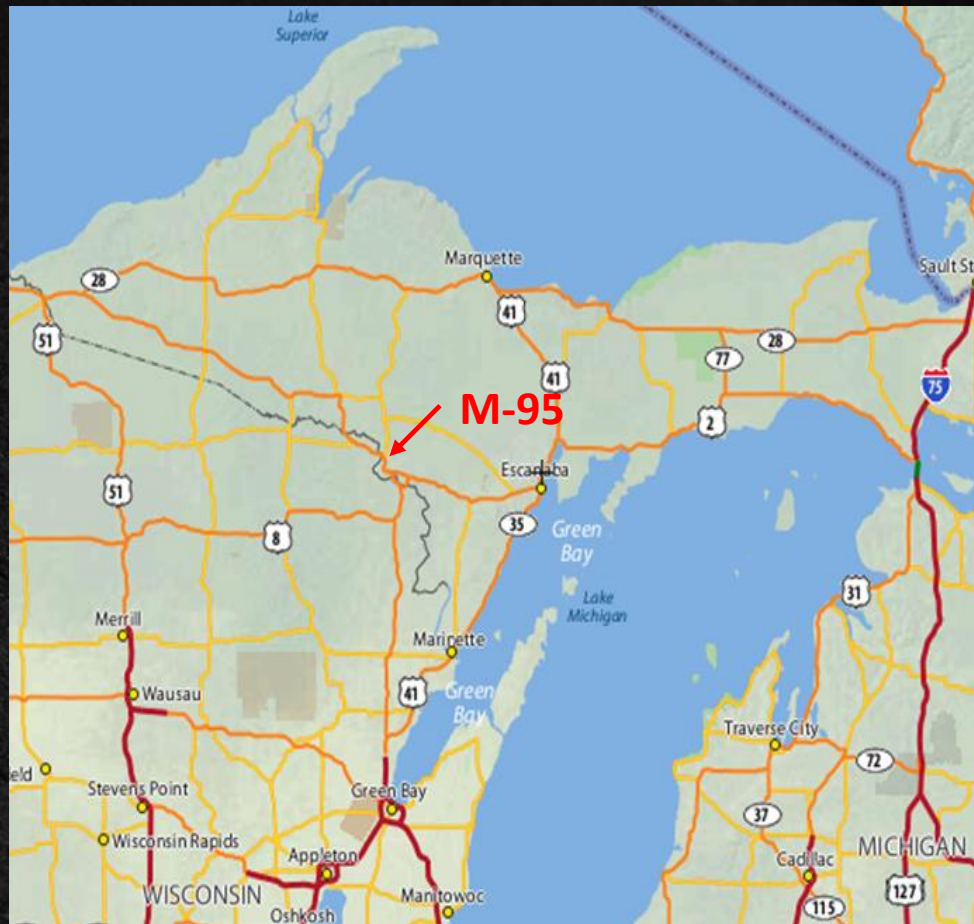 Lake
Superior
Marquette
Sault St
28
41
51
28
77
75
41
M-95
2
Escanaba
51
35
Green
Bay
8
31
Lake
Michigan
Merrill
Marinette
41
Green
Bay
Wausau
Traverse City
72
eld
Stevens Point
Green Bay
37
Wisconsin Rapids
Appleton
MICHIGAN
Cadillac
WISCONSIN
127
Manitowoc
115
Oshkosh